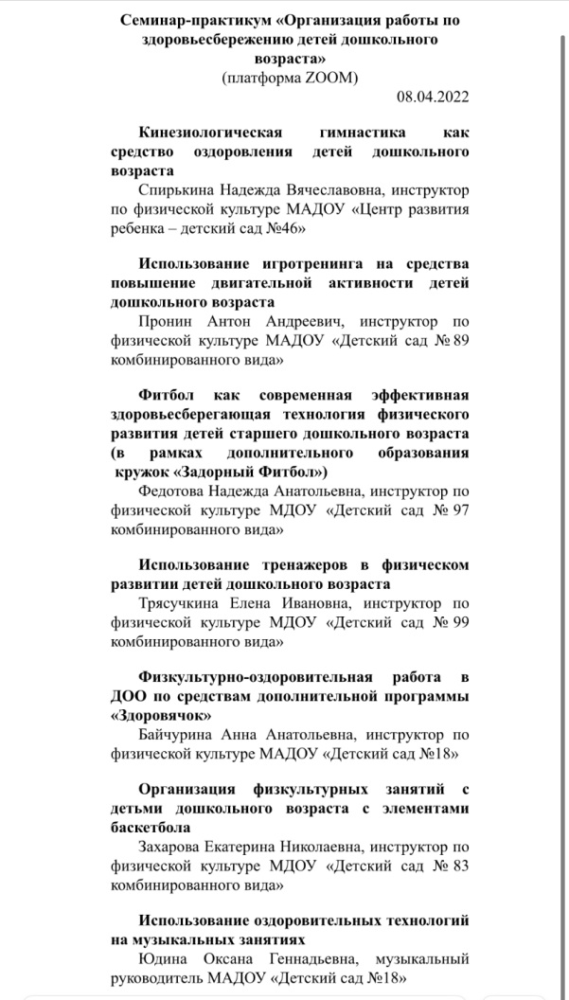 Семинар-практикум «Организация работы по
здоровьесбережению детей дошкольного
возраста»
(платформа ZOOM)
08.04.2022
Кинезиологическая гимнастика как
средство оздоровления детей дошкольного
возраста
Спирькина Надежда Вячеславовна, инструктор
по физической культуре МАДОУ «Центр развития
ребенка – детский сад №46»
Использование игротренинга на средства
повышение двигательной активности детей
дошкольного возраста
Пронин Антон Андреевич, инструктор по
физической культуре МАДОУ «Детский сад № 89
комбинированного вида»
Фитбол как современная эффективная
здоровьесберегающая технология физического
развития детей старшего дошкольного возраста
(в рамках дополнительного образования
кружок «Задорный Фитбол»)
Федотова Надежда Анатольевна, инструктор по
физической культуре МДОУ «Детский сад № 97
комбинированного вида»
Использование тренажеров в физическом
развитии детей дошкольного возраста
Трясучкина Елена Ивановна, инструктор по
физической культуре МДОУ «Детский сад № 99
комбинированного вида»
Физкультурно-оздоровительная работа в
ДОО по средствам дополнительной программы
«Здоровячок»
Байчурина Анна Анатольевна, инструктор по
физической культуре МАДОУ «Детский сад №18»
Организация физкультурных занятий с
детьми дошкольного возраста с элементами
баскетбола
Захарова Екатерина Николаевна, инструктор по
физической культуре МДОУ «Детский сад № 83
комбинированного вида»
Использование оздоровительных технологий
на музыкальных занятиях
Юдина Оксана Геннадьевна, музыкальный
руководитель МАДОУ «Детский сад №18»